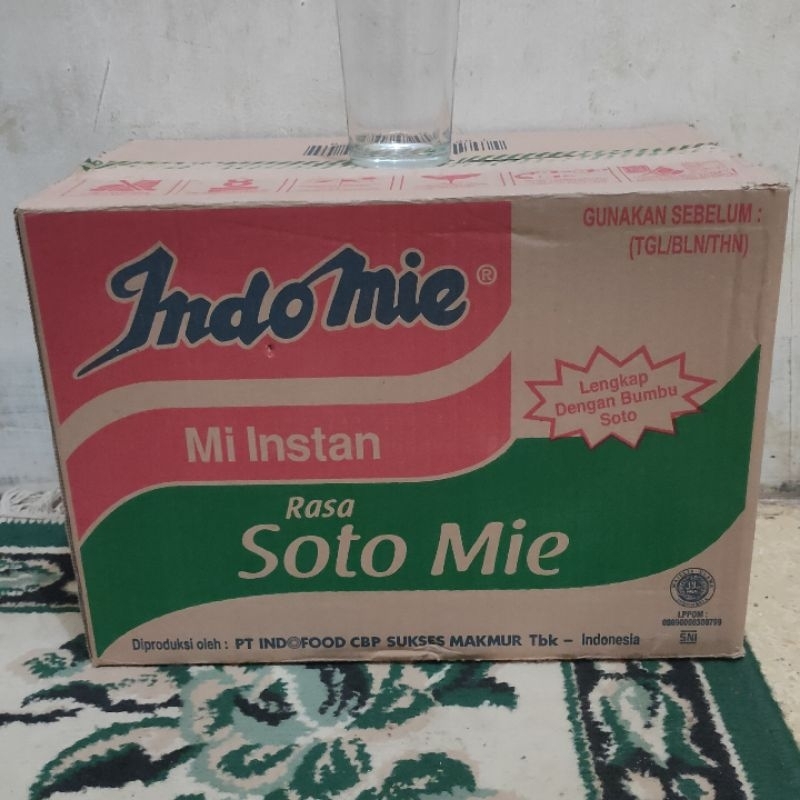 GUNAKAN SEBELUM :
(TGL/BLN/THN)
Indomie ®
Lengkap
Dengan Bumbu
Soto
Mi Instan
Rasa
Soto Mie
LPPOM :
SNI
Diproduksi oleh : PT INDOFOOD CBP SUKSES MAKMUR Tbk – Indonesia